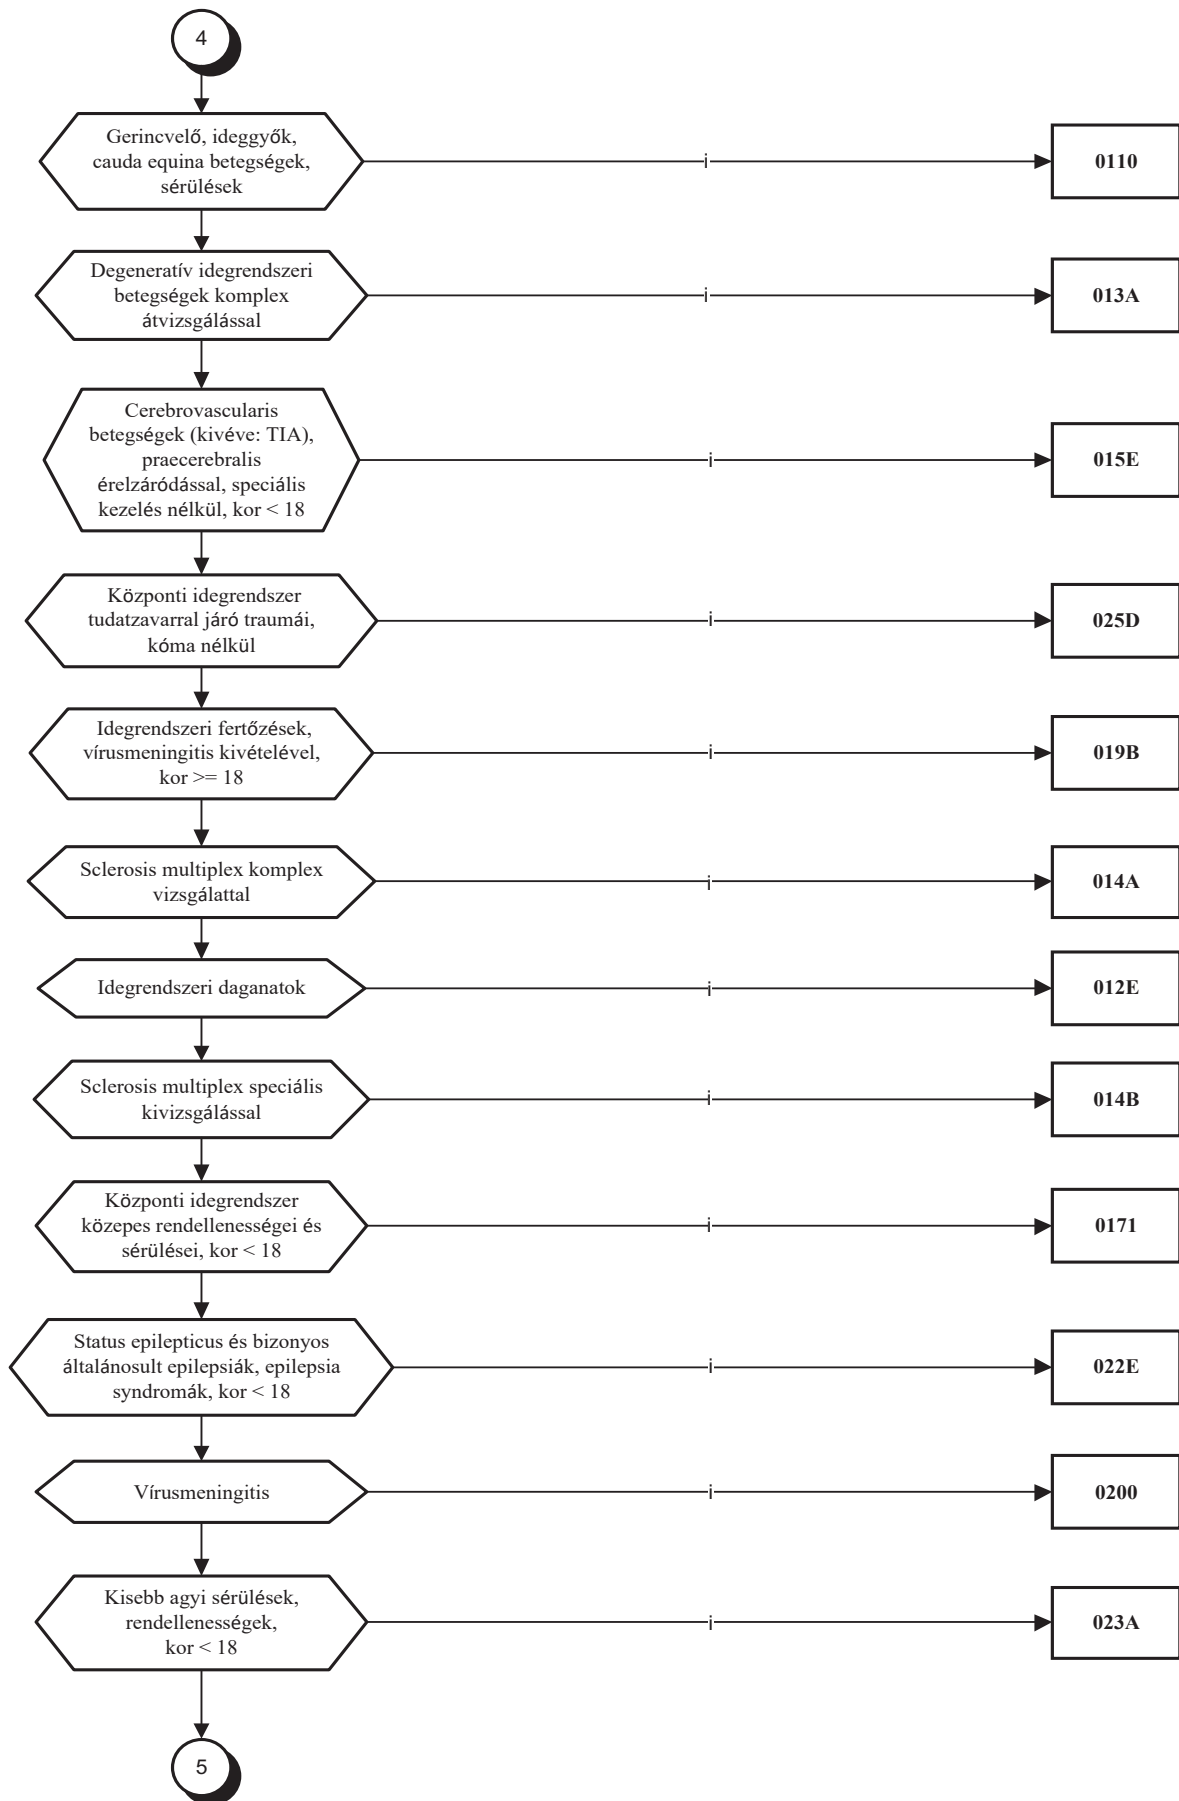 4
Gerincvelő, ideggyők,
cauda equina betegségek,
sérülések
i
0110
Degeneratív idegrendszeri
betegségek komplex
átvizsgálással
i
013A
Cerebrovascularis
betegségek (kivéve: TIA),
praecerebralis
érelzáródással, speciális
kezelés nélkül, kor < 18
i
015E
Központi idegrendszer
tudatzavarral járó traumái,
kóma nélkül
i
025D
Idegrendszeri fertőzések,
vírusmeningitis kivételével,
kor >= 18
i
019B
Sclerosis multiplex komplex
vizsgálattal
i
014A
Idegrendszeri daganatok
i
012E
Sclerosis multiplex speciális
kivizsgálással
i
014B
Központi idegrendszer
közepes rendellenességei és
sérülései, kor < 18
i
0171
Status epilepticus és bizonyos
általánosult epilepsiák, epilepsia
syndromák, kor < 18
i
022E
Vírusmeningitis
i
0200
Kisebb agyi sérülések,
rendellenességek,
kor < 18
i
023A
5